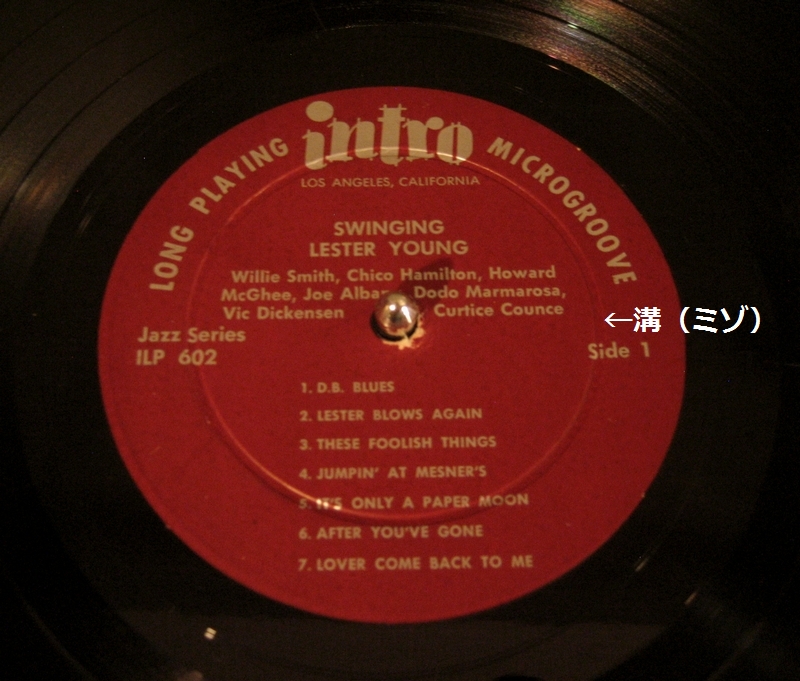 intro
LONG PLAYING MICROGROOVE
LOS ANGELES, CALIFORNIA
SWINGING
LESTER YOUNG
Willie Smith, Chico Hamilton, Howard
McGhee, Joe Alba Dodo Marmarosa,
Vic Dickensen Curtice Counce
←溝（ミゾ）
Jazz Series
ILP 602
Side 1
1. D.B. BLUES
2. LESTER BLOWS AGAIN
3. THESE FOOLISH THINGS
4. JUMPIN' AT MESNER'S
5. IT'S ONLY A PAPER MOON
6. AFTER YOU'VE GONE
7. LOVER COME BACK TO ME